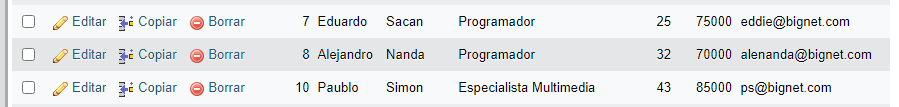 Editar Copiar Borrar 7 Eduardo Sacan Programador 25 75000 eddie@bignet.com
Editar Copiar Borrar 8 Alejandro Nanda Programador 32 70000 alenanda@bignet.com
Editar Copiar Borrar 10 Paublo Simon Especialista Multimedia 43 85000 ps@bignet.com